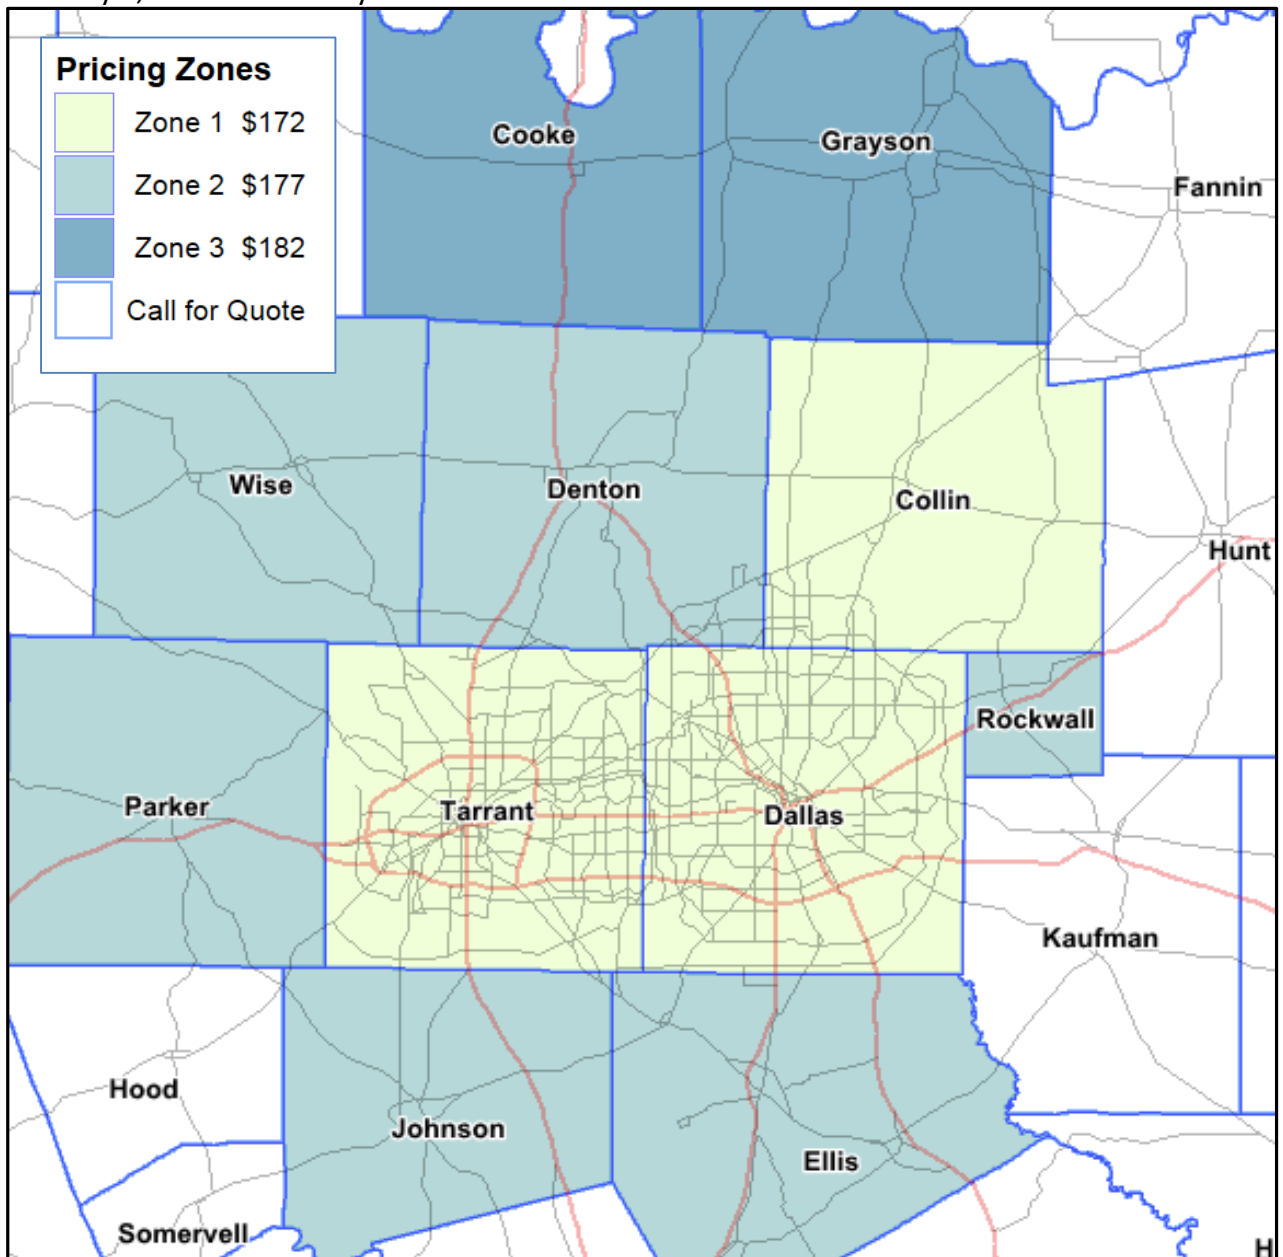 Pricing Zones
Zone 1 $172
Zone 2 $177
Zone 3 $182
Call for Quote
Cooke
Grayson
Fannin
Wise
Denton
Collin
Hunt
Rockwall
Parker
Tarrant
Dallas
Kaufman
Hood
Johnson
Ellis
Somervell
H